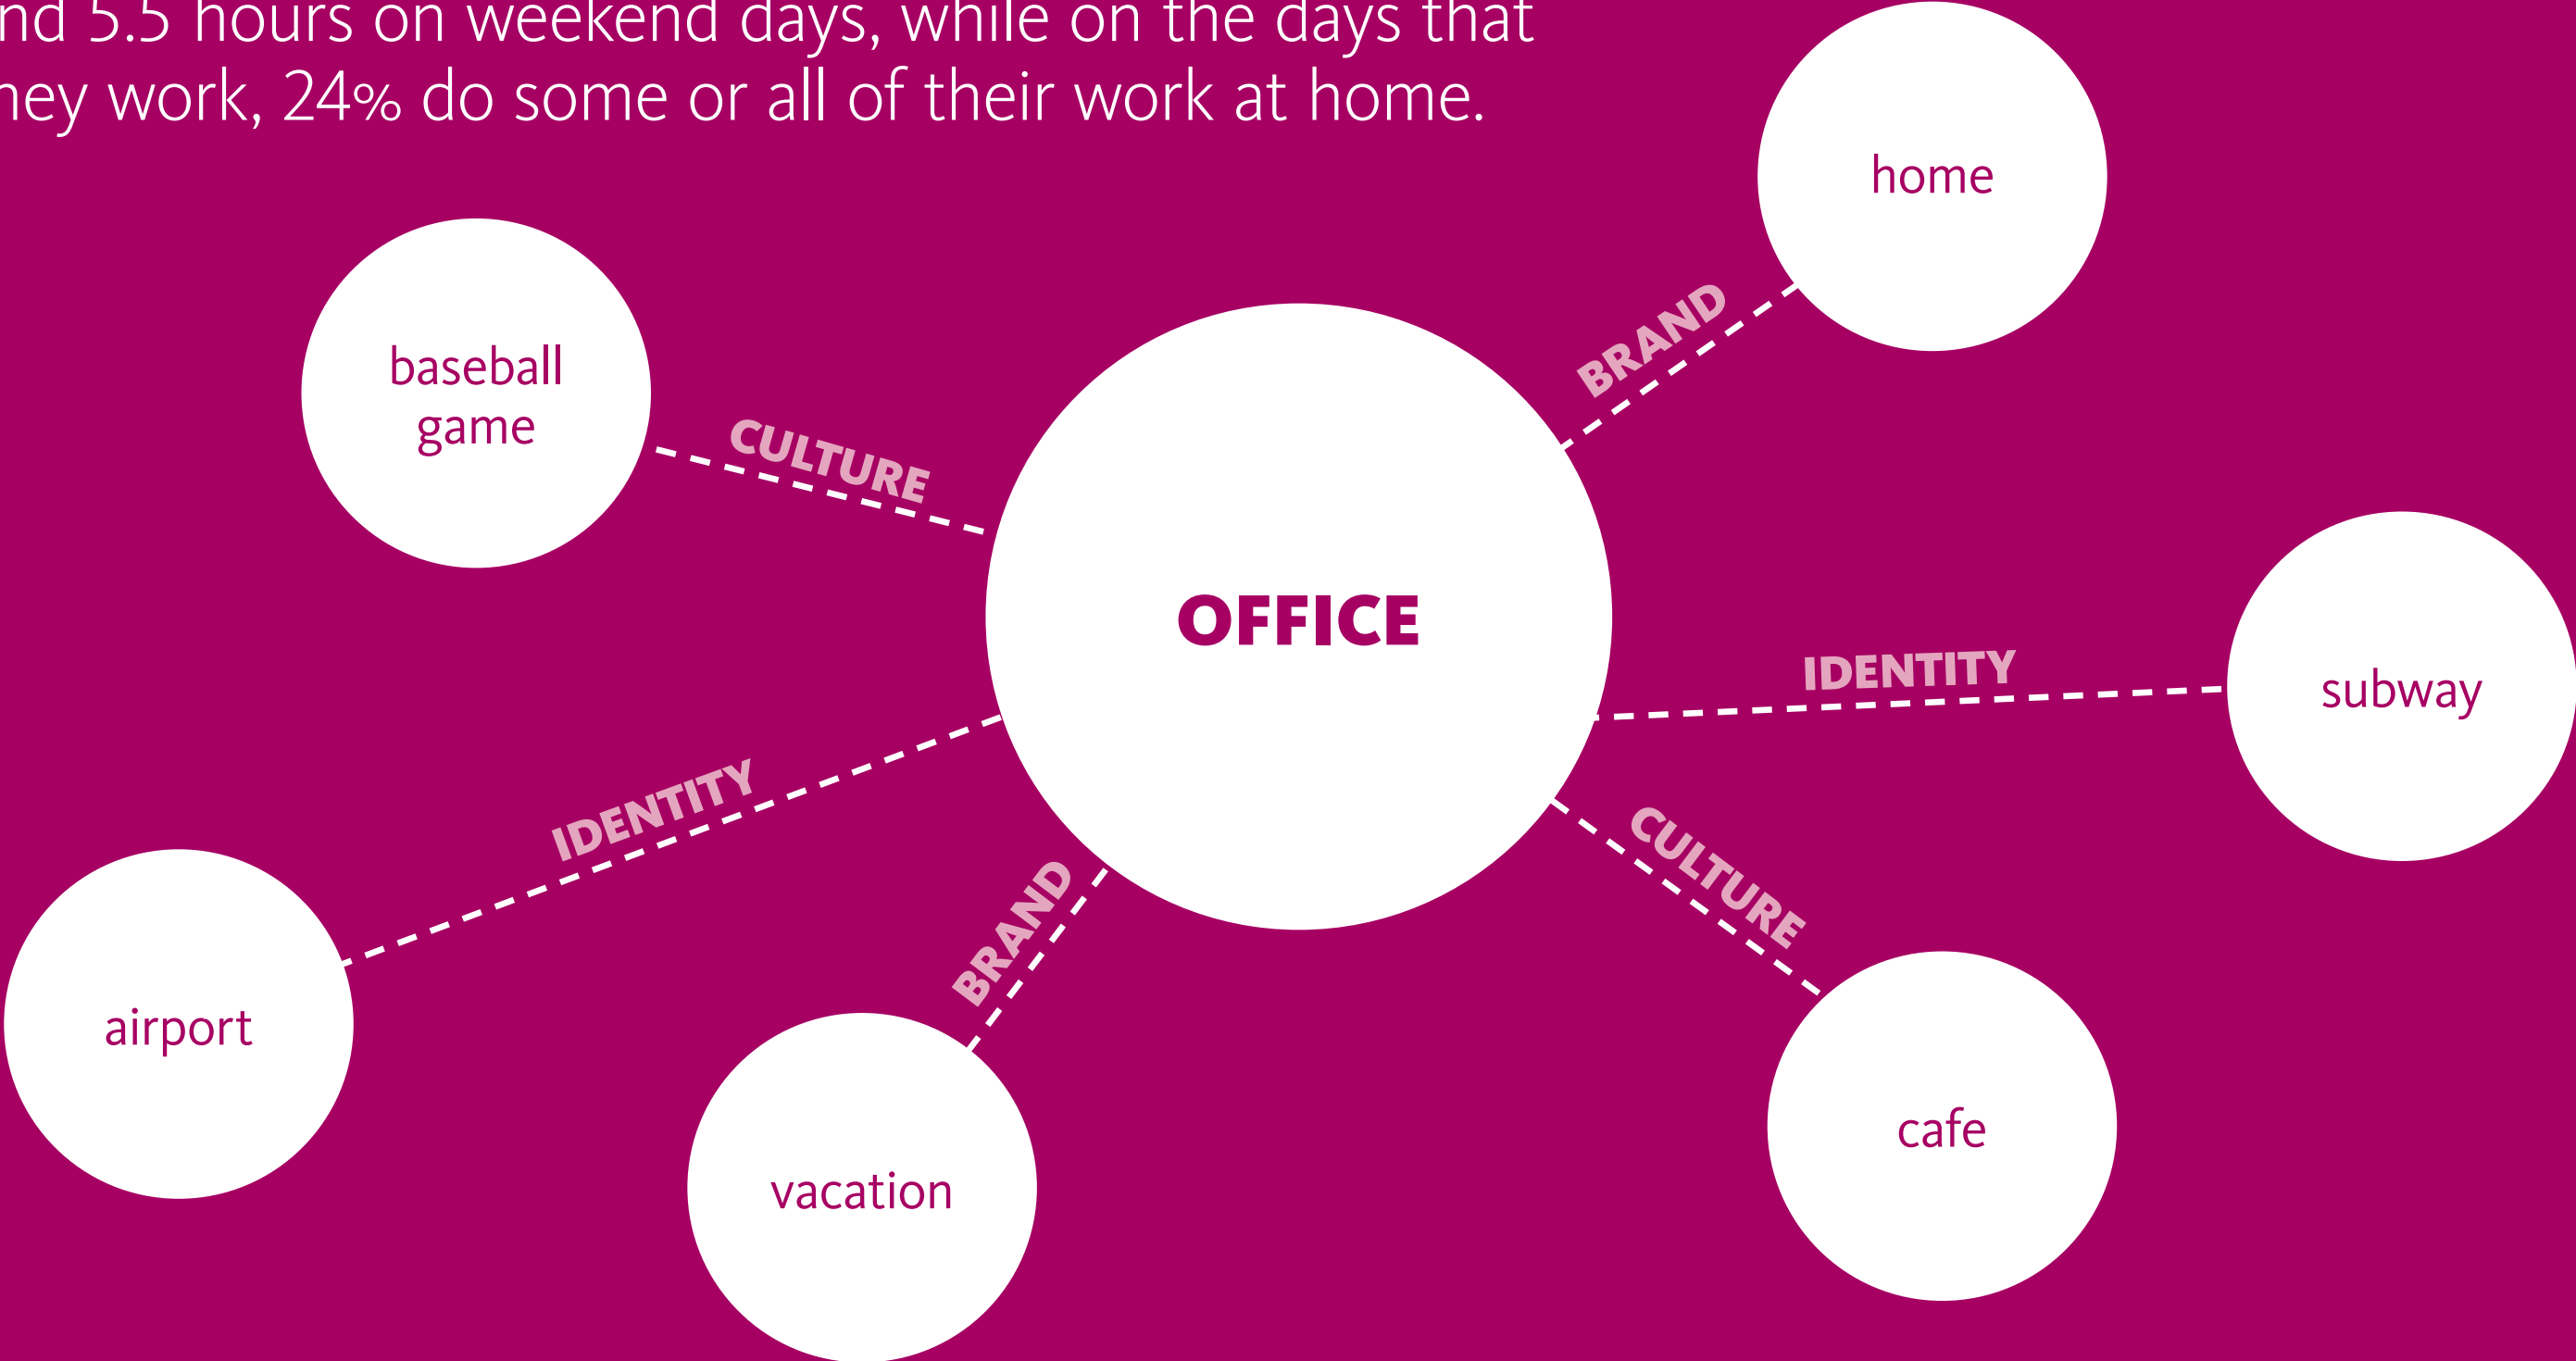 nd 5.5 hours on weekend days, while on the days that
hey work, 24% do some or all of their work at home.
home
BRAND
baseball
game
CULTURE
OFFICE
IDENTITY
subway
IDENTITY
CULTURE
BRAND
airport
cafe
vacation